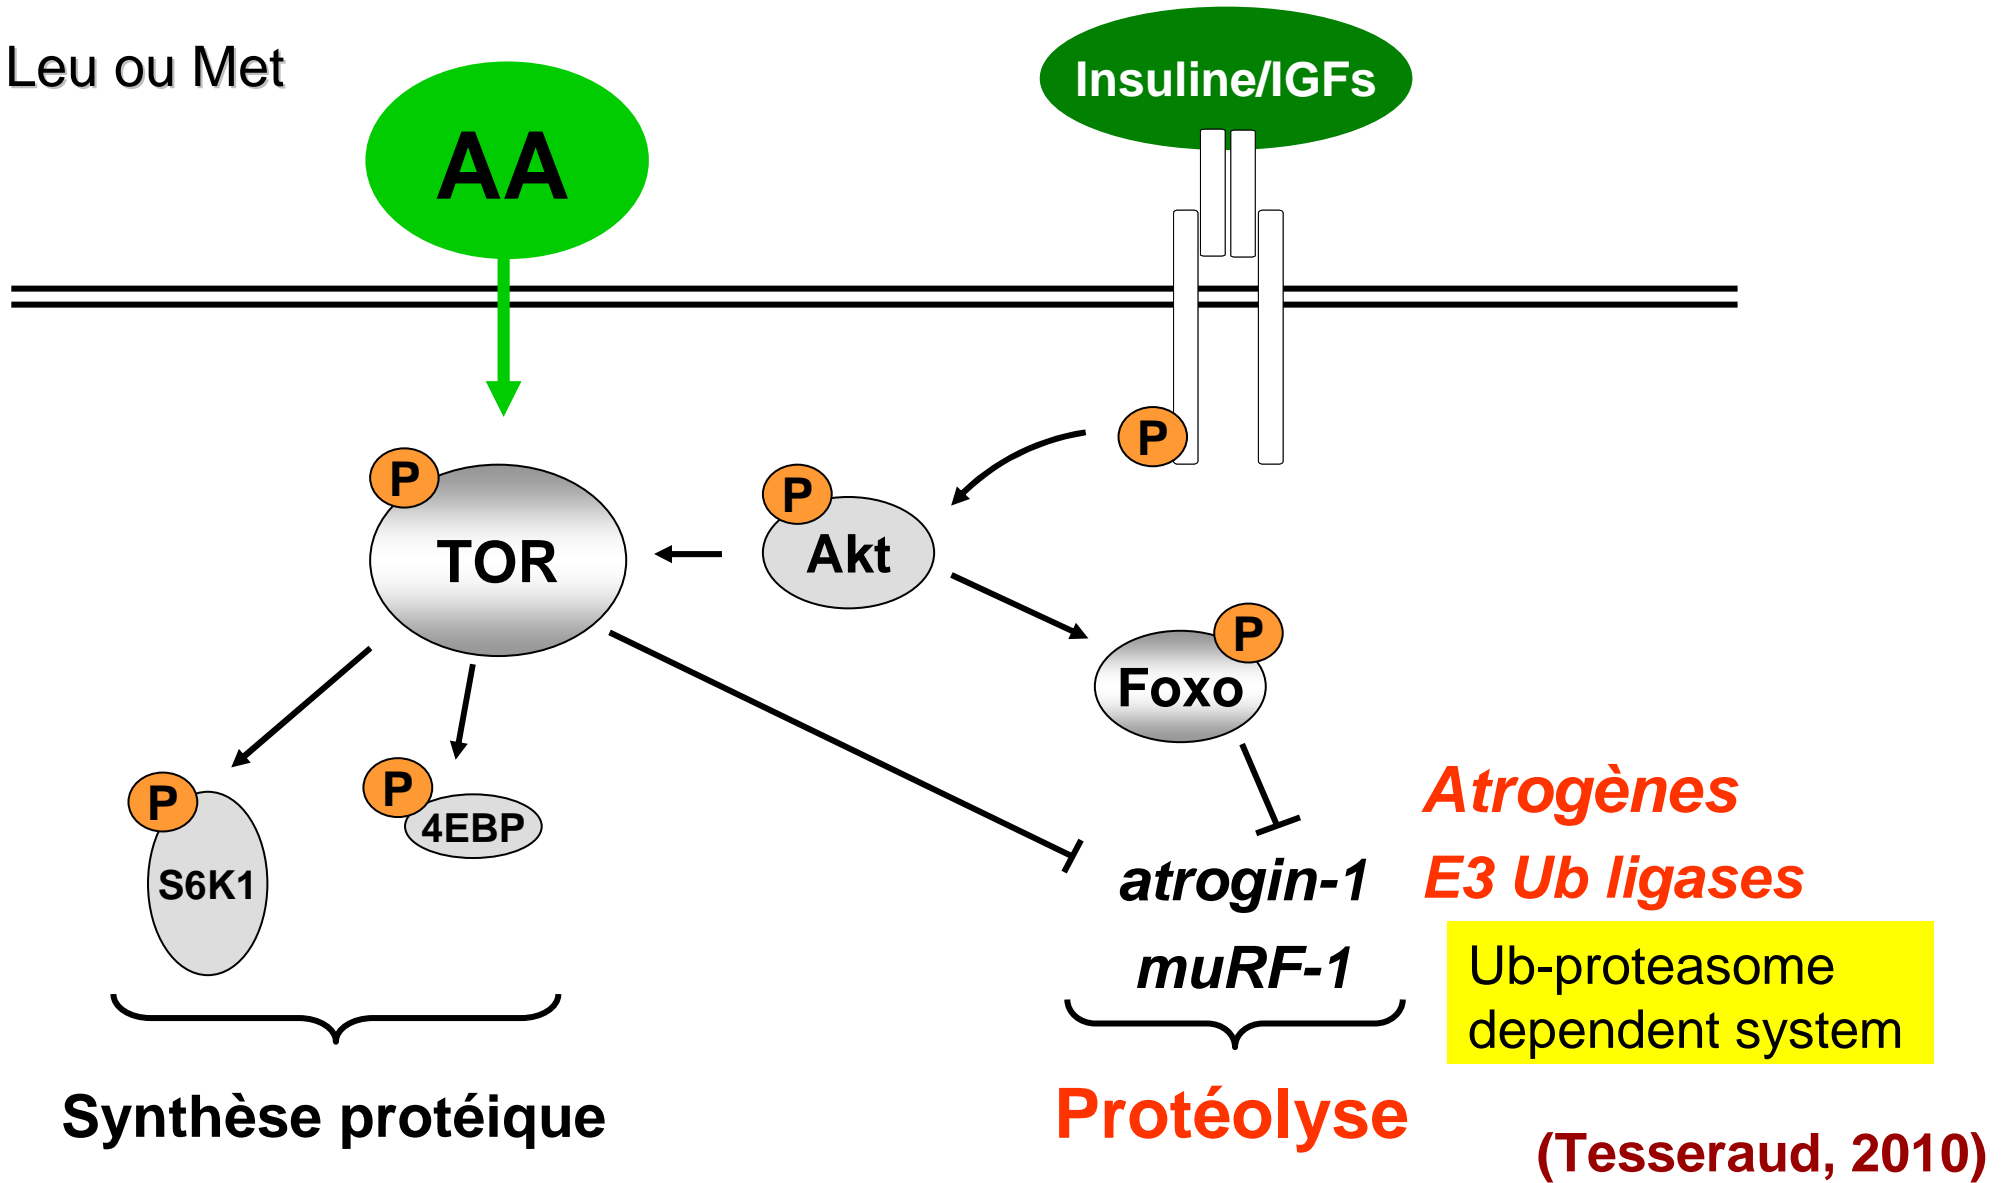 Leu ou Met
AA
Insuline/IGFs
P
P
P
TOR
Akt
P
Foxo
P
P
4EBP
S6K1
Atrogènes
atrogin-1
E3 Ub ligases
muRF-1
Ub-proteasome
dependent system
Synthèse protéique
Protéolyse
(Tesseraud, 2010)